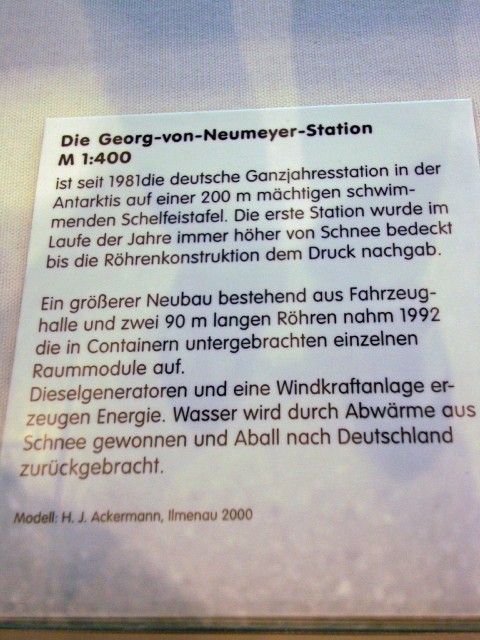 Die Georg-von-Neumeyer-Station
M 1:400
ist seit 1981die deutsche Ganzjahresstation in der
Antarktis auf einer 200 m mächtigen schwim-
menden Schelfeistafel. Die erste Station wurde im
Laufe der Jahre immer höher von Schnee bedeckt
bis die Röhrenkonstruktion dem Druck nachgab.
Ein größerer Neubau bestehend aus Fahrzeug-
halle und zwei 90 m langen Röhren nahm 1992
die in Containern untergebrachten einzelnen
Raummodule auf.
Dieselgeneratoren und eine Windkraftanlage er-
zeugen Energie. Wasser wird durch Abwärme aus
Schnee gewonnen und Aball nach Deutschland
zurückgebracht.
Modell: H. J. Ackermann, Ilmenau 2000